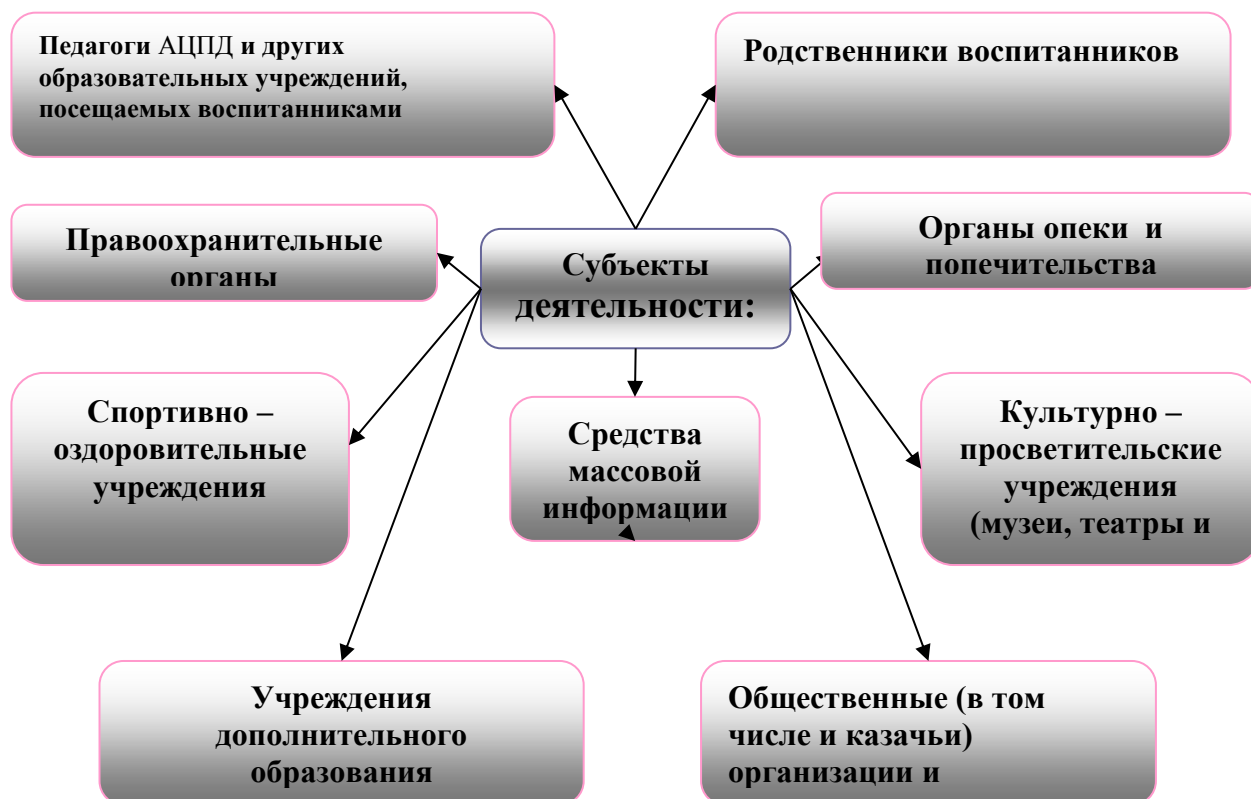 Педагоги АЦПД и других
образовательных учреждений,
посещаемых воспитанниками
Родственники воспитанников
Правоохранительные
органы
Субъекты
деятельности:
Органы опеки и
попечительства
Спортивно –
оздоровительные
учреждения
Средства
массовой
информации
Культурно –
просветительские
учреждения
(музеи, театры и
Учреждения
дополнительного
образования
Общественные (в том
числе и казачьи)
организации и